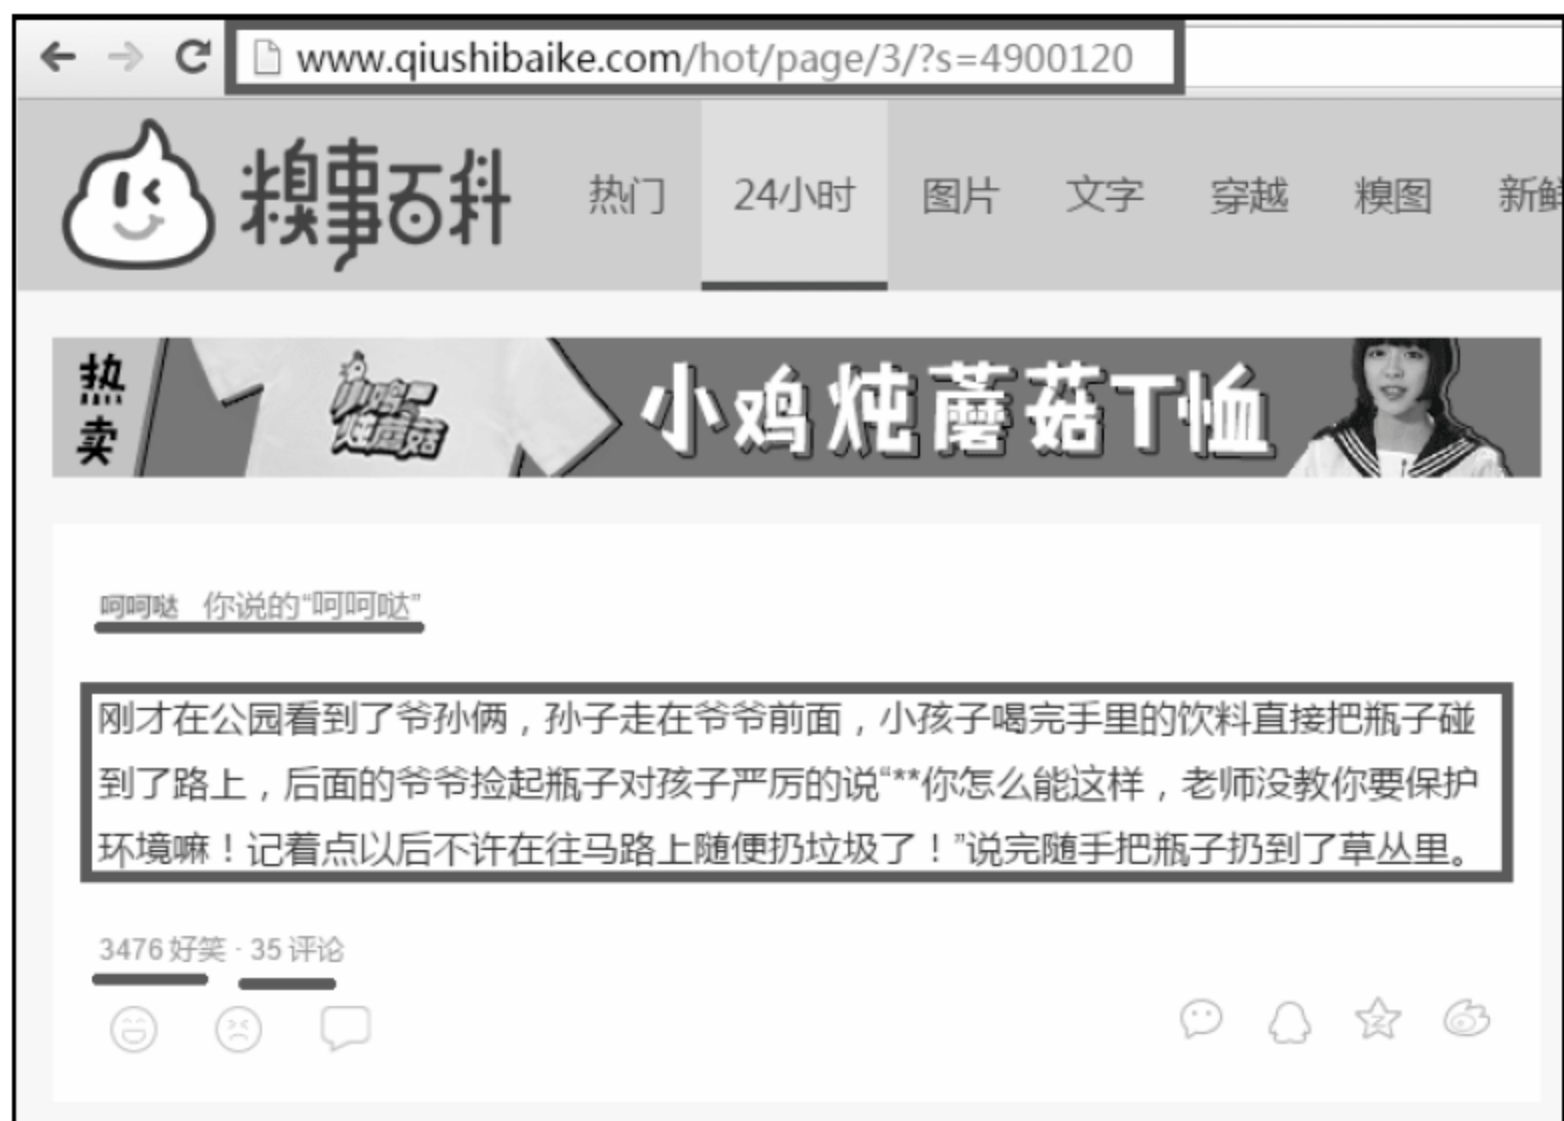 www.qiushibaike.com/hot/page/3/?s=4900120
糗事百科 热门 24小时 图片 文字 穿越 糗图 新鲜
热卖 小鸡炖蘑菇 小鸡炖蘑菇T恤
呵呵哒 你说的“呵呵哒”
刚才在公园看到了爷孙俩，孙子走在爷爷前面，小孩子喝完手里的饮料直接把瓶子碰
到了路上，后面的爷爷捡起瓶子对孩子严厉的说“**你怎么能这样，老师没教你要保护
环境嘛！记着点以后不许在往马路上随便扔垃圾了！”说完随手把瓶子扔到了草丛里。
3476 好笑 · 35 评论